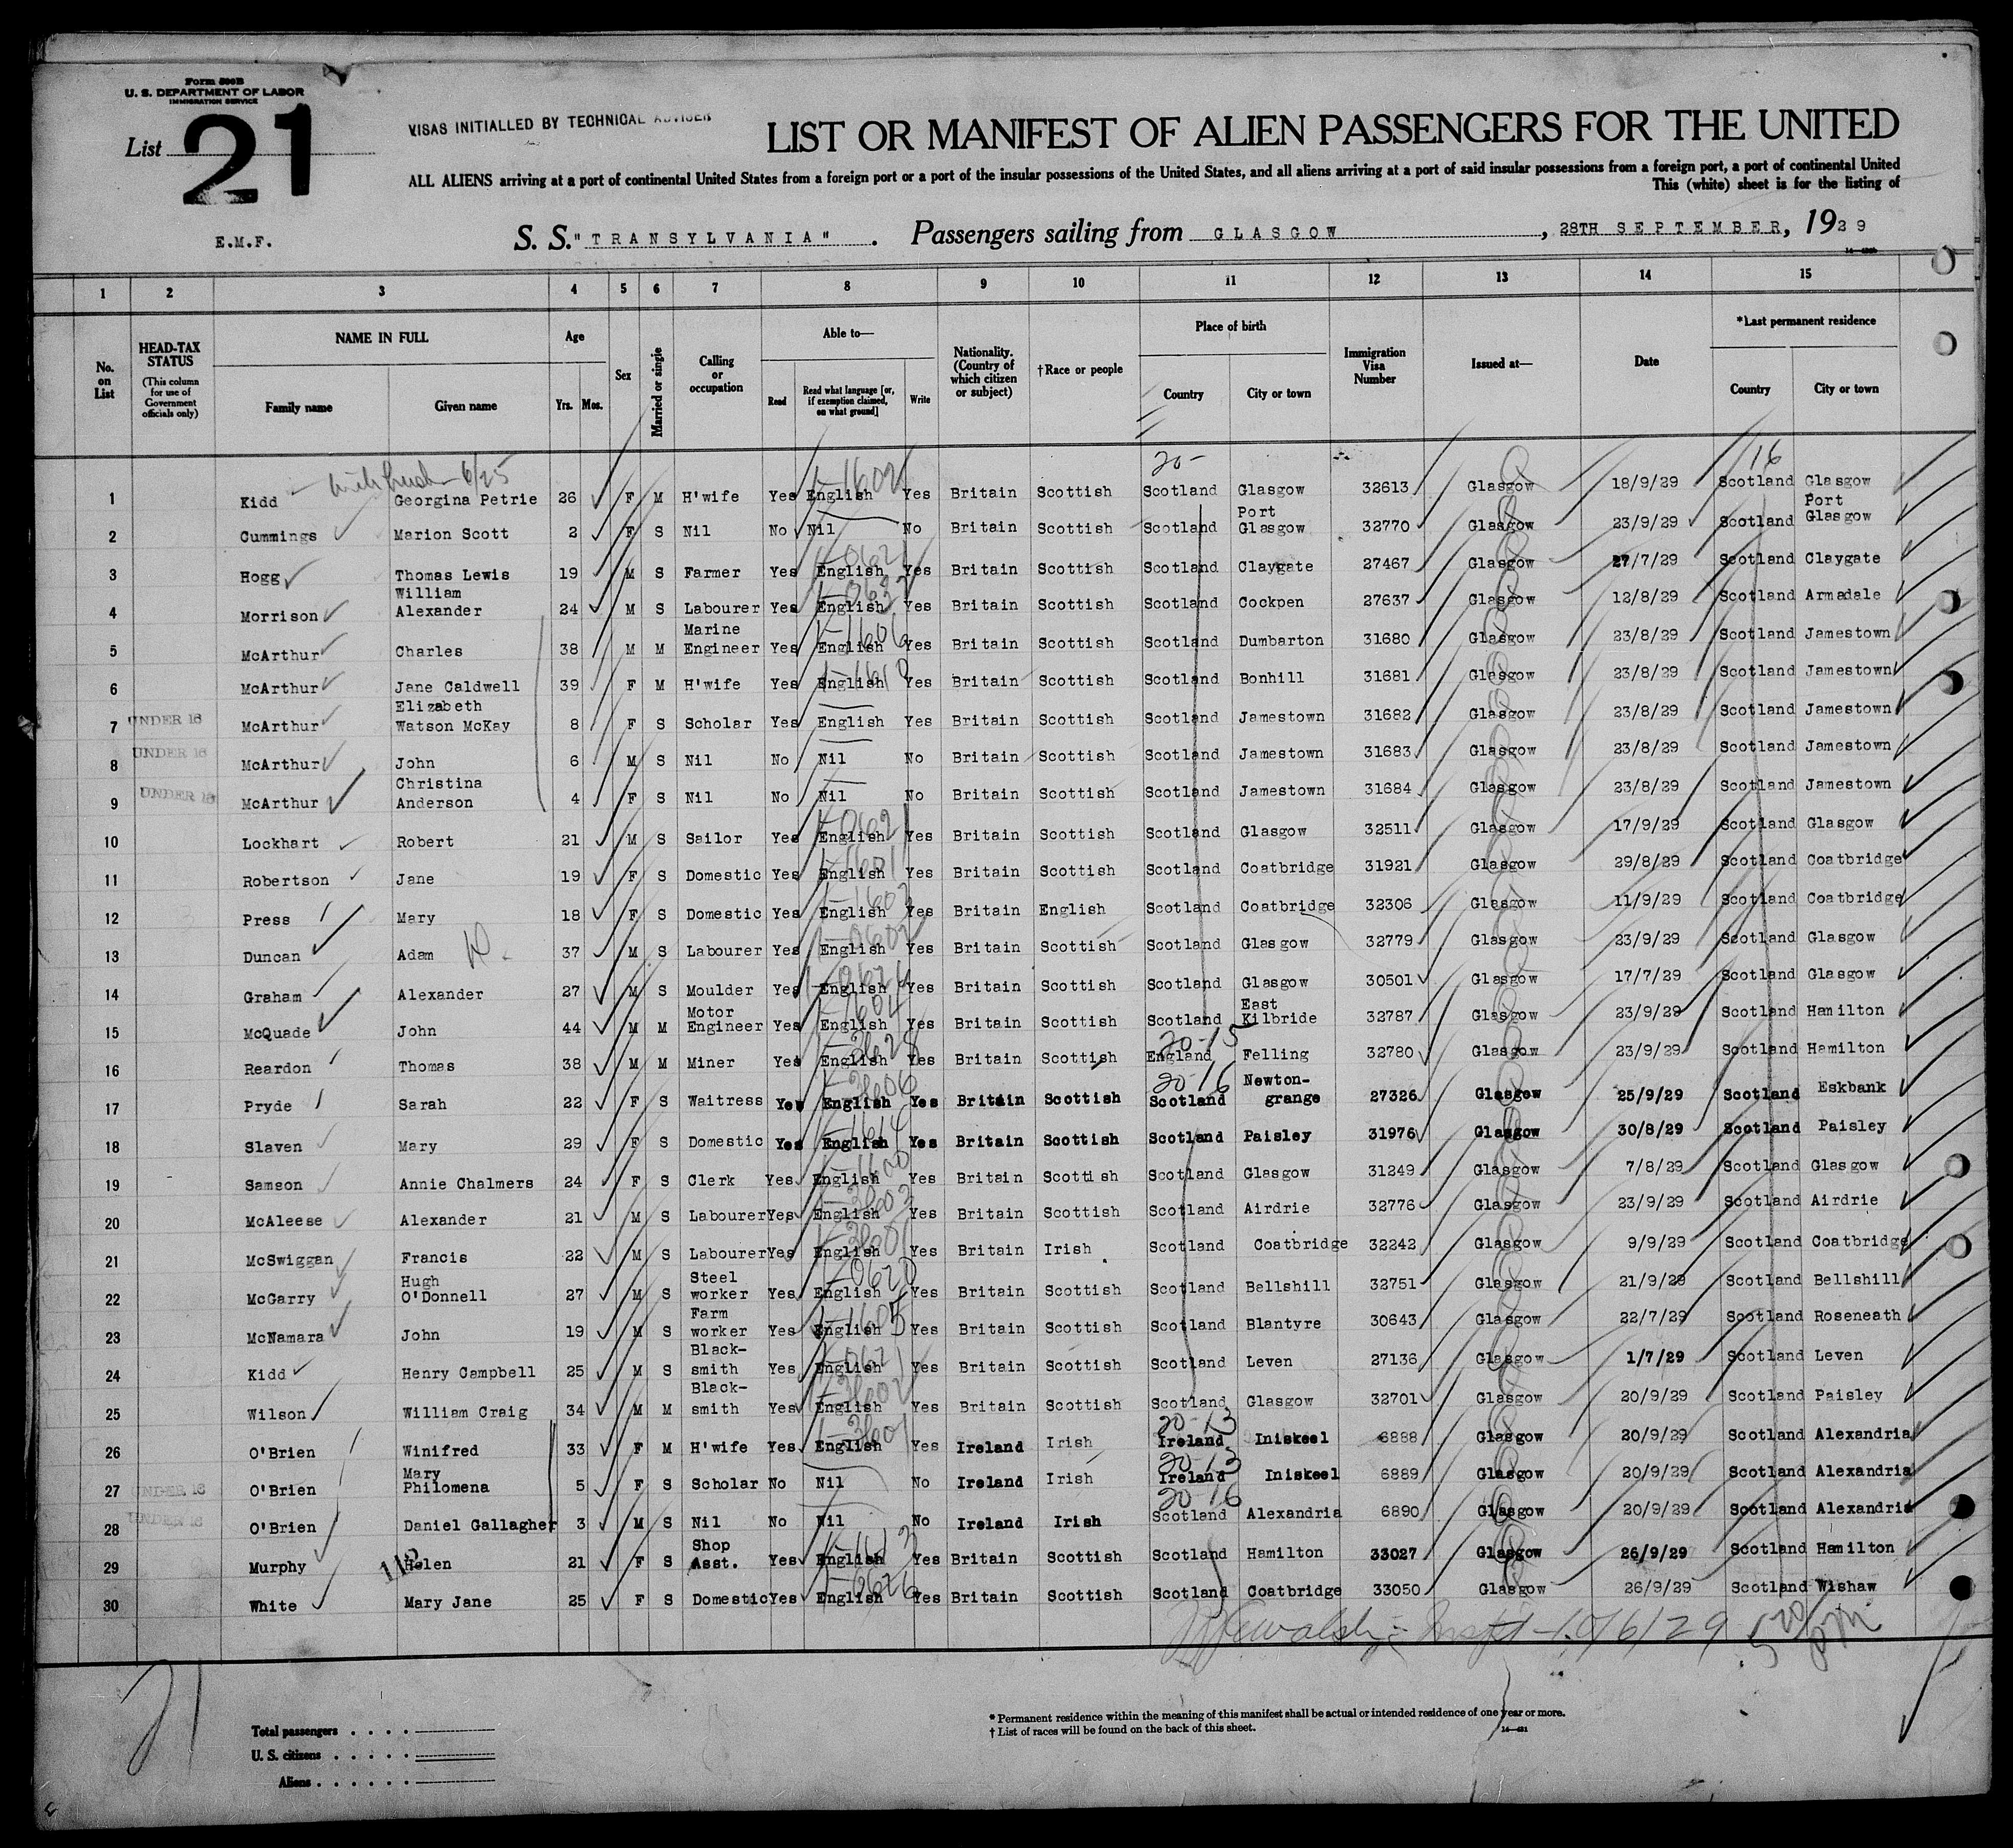 Form 500B
U. S. DEPARTMENT OF LABOR
IMMIGRATION SERVICE
List 21
VISAS INITIALLED BY TECHNICAL ADVISER
LIST OR MANIFEST OF ALIEN PASSENGERS FOR THE UNITED
ALL ALIENS arriving at a port of continental United States from a foreign port or a port of the insular possessions of the United States, and all aliens arriving at a port of said insular possessions from a foreign port, a port of continental United
This (white) sheet is for the listing of
E.M.F.
S. S. "TRANSYLVANIA" . Passengers sailing from GLASGOW , 28TH SEPTEMBER, 1929
1 2 3 4 5 6 7 8 9 10 11 12 13 14 15
No. on List
HEAD-TAX STATUS (This column for use of Government officials only)
NAME IN FULL Family name Given name
Age Yrs. Mos.
Sex
Married or single
Calling or occupation
Able to— Read Read what language [or, if exemption claimed, on what ground] Write
Nationality. (Country of which citizen or subject)
†Race or people
Place of birth Country City or town
Immigration Visa Number
Issued at—
Date
*Last permanent residence Country City or town
20- 16
1 Kidd Georgina Petrie 26 F M H'wife Yes English Yes Britain Scottish Scotland Glasgow 32613 Glasgow 18/9/29 Scotland Glasgow
2 Cummings Marion Scott 2 F S Nil No Nil No Britain Scottish Scotland Port Glasgow 32770 Glasgow 23/9/29 Scotland Port Glasgow
3 Hogg Thomas Lewis 19 M S Farmer Yes English Yes Britain Scottish Scotland Claygate 27467 Glasgow 27/7/29 Scotland Claygate
4 Morrison William Alexander 24 M S Labourer Yes English Yes Britain Scottish Scotland Cockpen 27637 Glasgow 12/8/29 Scotland Armadale
5 McArthur Charles 38 M M Marine Engineer Yes English Yes Britain Scottish Scotland Dumbarton 31680 Glasgow 23/8/29 Scotland Jamestown
6 McArthur Jane Caldwell 39 F M H'wife Yes English Yes Britain Scottish Scotland Bonhill 31681 Glasgow 23/8/29 Scotland Jamestown
7 UNDER 16 McArthur Elizabeth Watson McKay 8 F S Scholar Yes English Yes Britain Scottish Scotland Jamestown 31682 Glasgow 23/8/29 Scotland Jamestown
8 UNDER 16 McArthur John 6 M S Nil No Nil No Britain Scottish Scotland Jamestown 31683 Glasgow 23/8/29 Scotland Jamestown
9 UNDER 16 McArthur Christina Anderson 4 F S Nil No Nil No Britain Scottish Scotland Jamestown 31684 Glasgow 23/8/29 Scotland Jamestown
10 Lockhart Robert 21 M S Sailor Yes English Yes Britain Scottish Scotland Glasgow 32511 Glasgow 17/9/29 Scotland Glasgow
11 Robertson Jane 19 F S Domestic Yes English Yes Britain Scottish Scotland Coatbridge 31921 Glasgow 29/8/29 Scotland Coatbridge
12 Press Mary 18 F S Domestic Yes English Yes Britain English Scotland Coatbridge 32306 Glasgow 11/9/29 Scotland Coatbridge
13 Duncan Adam 37 M S Labourer Yes English Yes Britain Scottish Scotland Glasgow 32779 Glasgow 23/9/29 Scotland Glasgow
14 Graham Alexander 27 M S Moulder Yes English Yes Britain Scottish Scotland Glasgow 30501 Glasgow 17/7/29 Scotland Glasgow
15 McQuade John 44 M M Motor Engineer Yes English Yes Britain Scottish Scotland East Kilbride 32787 Glasgow 23/9/29 Scotland Hamilton
16 Reardon Thomas 38 M M Miner Yes English Yes Britain Scottish 20-15 England Felling 32780 Glasgow 23/9/29 Scotland Hamilton
17 Pryde Sarah 22 F S Waitress Yes English Yes Britain Scottish 20-16 Scotland Newton-grange 27326 Glasgow 25/9/29 Scotland Eskbank
18 Slaven Mary 29 F S Domestic Yes English Yes Britain Scottish Scotland Paisley 31976 Glasgow 30/8/29 Scotland Paisley
19 Samson Annie Chalmers 24 F S Clerk Yes English Yes Britain Scottish Scotland Glasgow 31249 Glasgow 7/8/29 Scotland Glasgow
20 McAleese Alexander 21 M S Labourer Yes English Yes Britain Scottish Scotland Airdrie 32776 Glasgow 23/9/29 Scotland Airdrie
21 McSwiggan Francis 22 M S Labourer Yes English Yes Britain Irish Scotland Coatbridge 32242 Glasgow 9/9/29 Scotland Coatbridge
22 McGarry Hugh O'Donnell 27 M S Steel worker Yes English Yes Britain Scottish Scotland Bellshill 32751 Glasgow 21/9/29 Scotland Bellshill
23 McNamara John 19 M S Farm worker Yes English Yes Britain Scottish Scotland Blantyre 30643 Glasgow 22/7/29 Scotland Roseneath
24 Kidd Henry Campbell 25 M S Black-smith Yes English Yes Britain Scottish Scotland Leven 27136 Glasgow 1/7/29 Scotland Leven
25 Wilson William Craig 34 M M Black-smith Yes English Yes Britain Scottish Scotland Glasgow 32701 Glasgow 20/9/29 Scotland Paisley
26 O'Brien Winifred 33 F M H'wife Yes English Yes Ireland Irish 20-13 Ireland Iniskeel 6888 Glasgow 20/9/29 Scotland Alexandria
27 UNDER 16 O'Brien Mary Philomena 5 F S Scholar No Nil No Ireland Irish 20-13 Ireland Iniskeel 6889 Glasgow 20/9/29 Scotland Alexandria
28 UNDER 16 O'Brien Daniel Gallagher 3 M S Nil No Nil No Ireland Irish 20-16 Scotland Alexandria 6890 Glasgow 20/9/29 Scotland Alexandria
29 Murphy Helen 21 F S Shop Asst. Yes English Yes Britain Scottish Scotland Hamilton 33027 Glasgow 26/9/29 Scotland Hamilton
30 White Mary Jane 25 F S Domestic Yes English Yes Britain Scottish Scotland Coatbridge 33050 Glasgow 26/9/29 Scotland Wishaw
21
Total passengers . . . .
U. S. citizens . . . . .
Aliens . . . . . .
* Permanent residence within the meaning of this manifest shall be actual or intended residence of one year or more.
† List of races will be found on the back of this sheet.